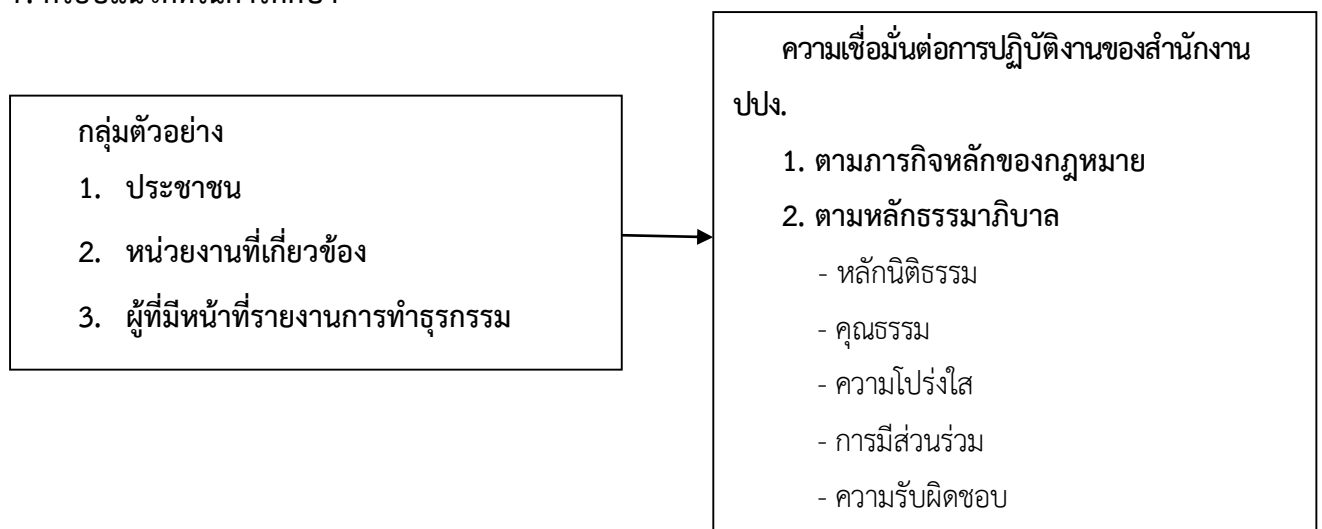 กลุ่มตัวอย่าง
1. ประชาชน
2. หน่วยงานที่เกี่ยวข้อง
3. ผู้ที่มีหน้าที่รายงานการทำธุรกรรม
ความเชื่อมั่นต่อการปฏิบัติงานของสำนักงาน
ปปง.
1. ตามภารกิจหลักของกฎหมาย
2. ตามหลักธรรมาภิบาล
- หลักนิติธรรม
- คุณธรรม
- ความโปร่งใส
- การมีส่วนร่วม
- ความรับผิดชอบ